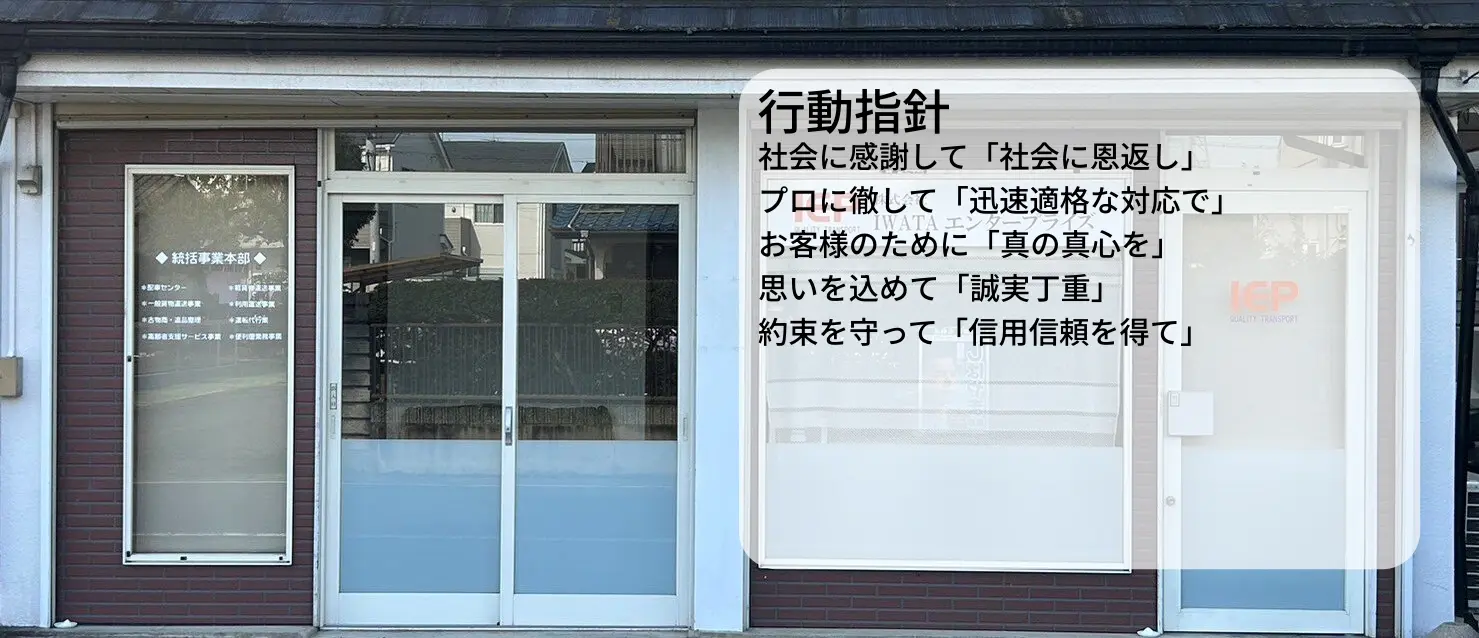 ◆ 統括事業本部 ◆
*配車センター
*軽貨物運送事業
*一般貨物運送事業
*利用運送事業
*古物商・遺品整理
*運転代行業
*高齢者支援サービス事業
*便利屋業務事業
行動指針
社会に感謝して「社会に恩返し」
プロに徹して「迅速適格な対応で」
お客様のために「真の真心を」
思いを込めて「誠実丁重」
約束を守って「信用信頼を得て」
IWATA エンタープライズ
IEP
QUALITY TRANSPORT